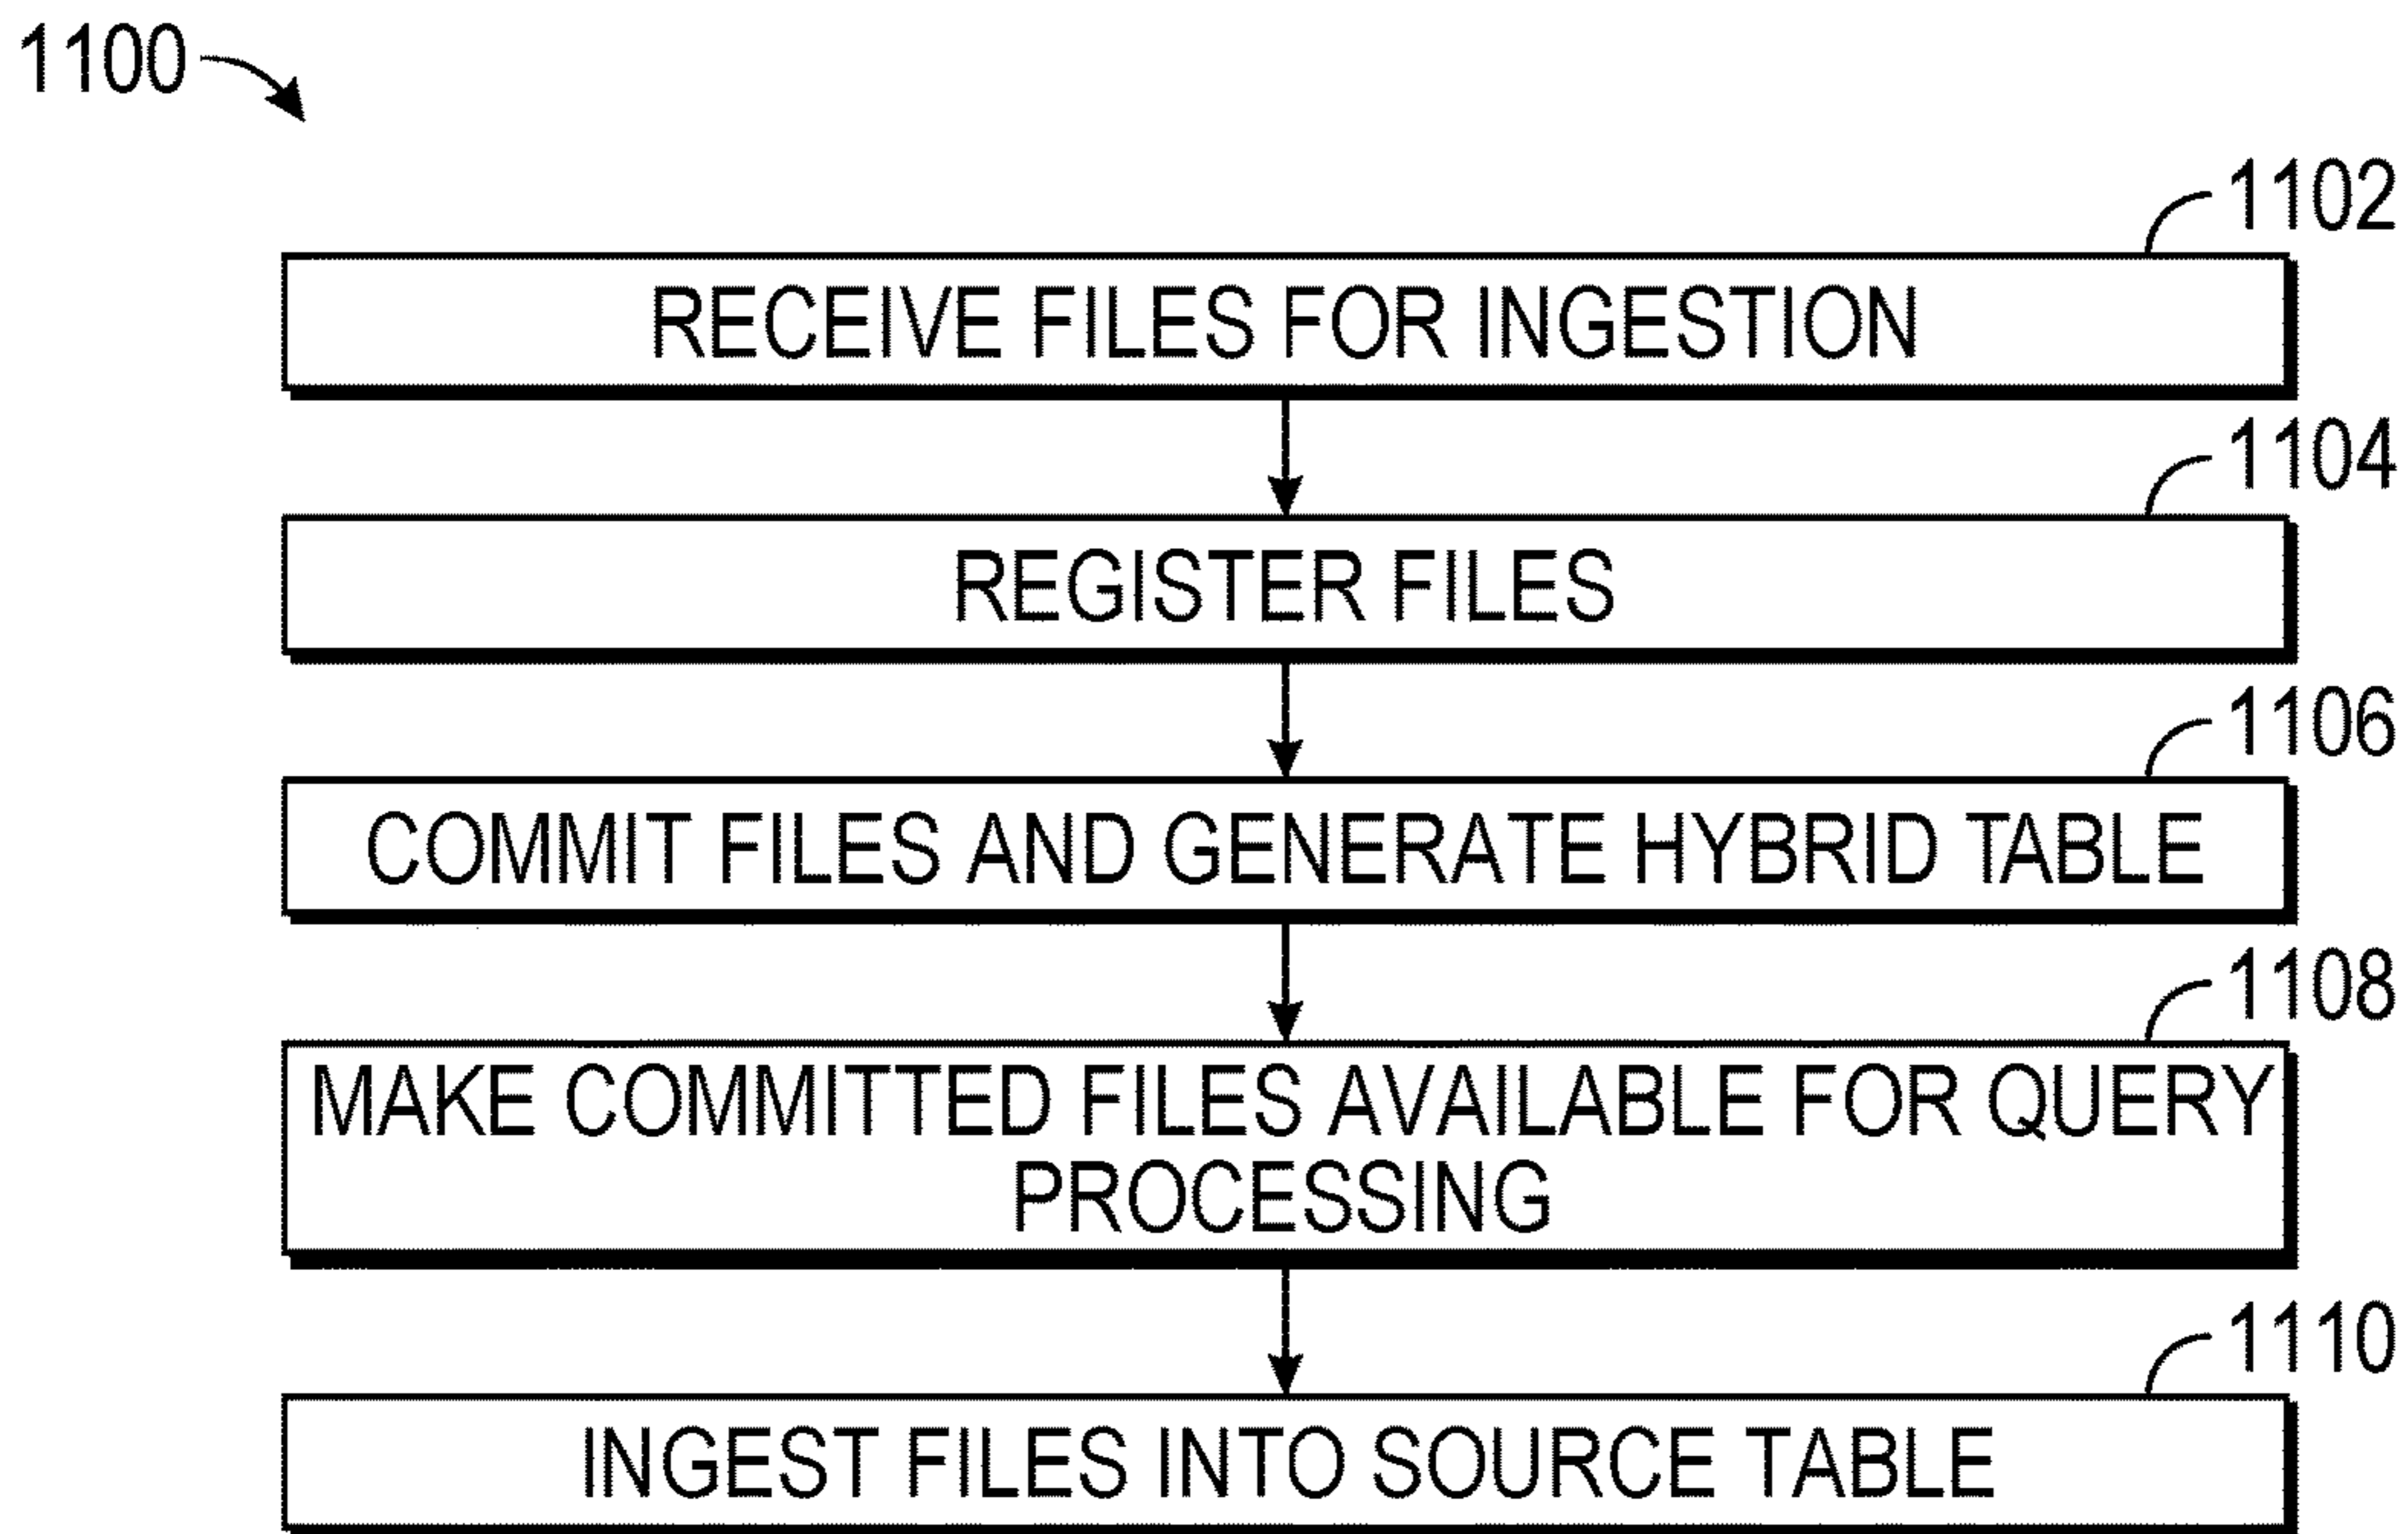 1100
1102
RECEIVE FILES FOR INGESTION
1104
REGISTER FILES
1106
COMMIT FILES AND GENERATE HYBRID TABLE
1108
MAKE COMMITTED FILES AVAILABLE FOR QUERY
PROCESSING
1110
INGEST FILES INTO SOURCE TABLE